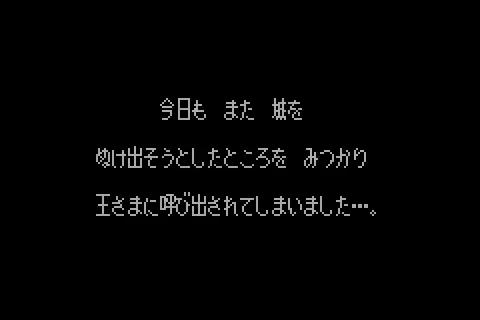 今日も　また　城を
ぬけ出そうとしたところを　みつかり
王さまに呼び出されてしまいました…。